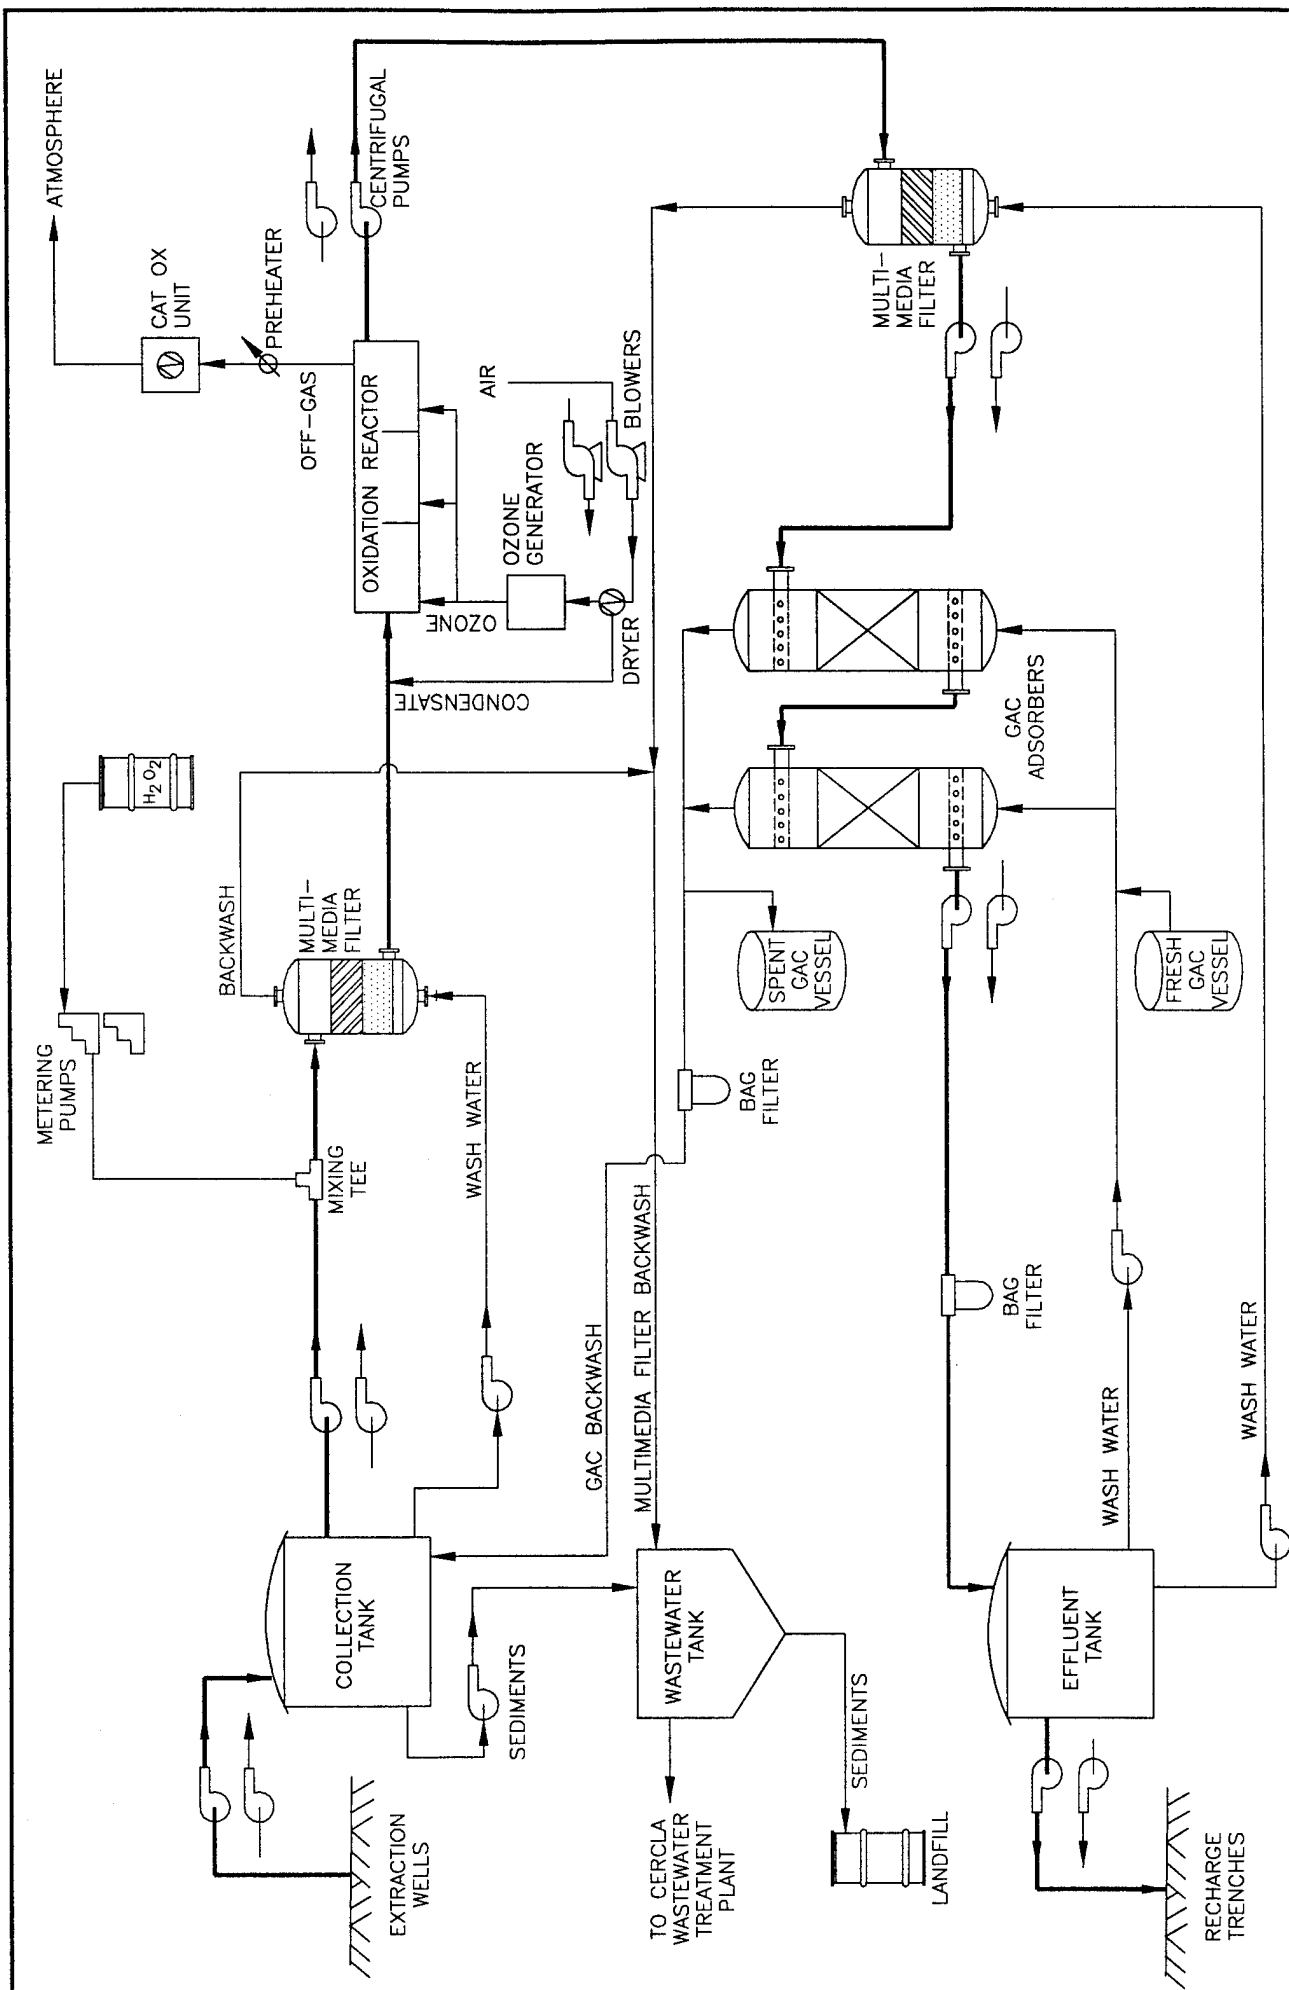 EXTRACTION
WELLS
COLLECTION
TANK
SEDIMENTS
METERING
PUMPS
H2O2
MIXING
TEE
MULTI-
MEDIA
FILTER
BACKWASH
WASH WATER
CONDENSATE
OZONE
DRYER
OZONE
GENERATOR
AIR
BLOWERS
OXIDATION REACTOR
OFF-GAS
PREHEATER
CAT OX
UNIT
ATMOSPHERE
CENTRIFUGAL
PUMPS
MULTI-
MEDIA
FILTER
GAC
ADSORBERS
SPENT
GAC
VESSEL
FRESH
GAC
VESSEL
BAG
FILTER
GAC BACKWASH
MULTIMEDIA FILTER BACKWASH
WASTEWATER
TANK
TO CERCLA
WASTEWATER
TREATMENT
PLANT
SEDIMENTS
LANDFILL
BAG
FILTER
WASH WATER
WASH WATER
EFFLUENT
TANK
RECHARGE
TRENCHES